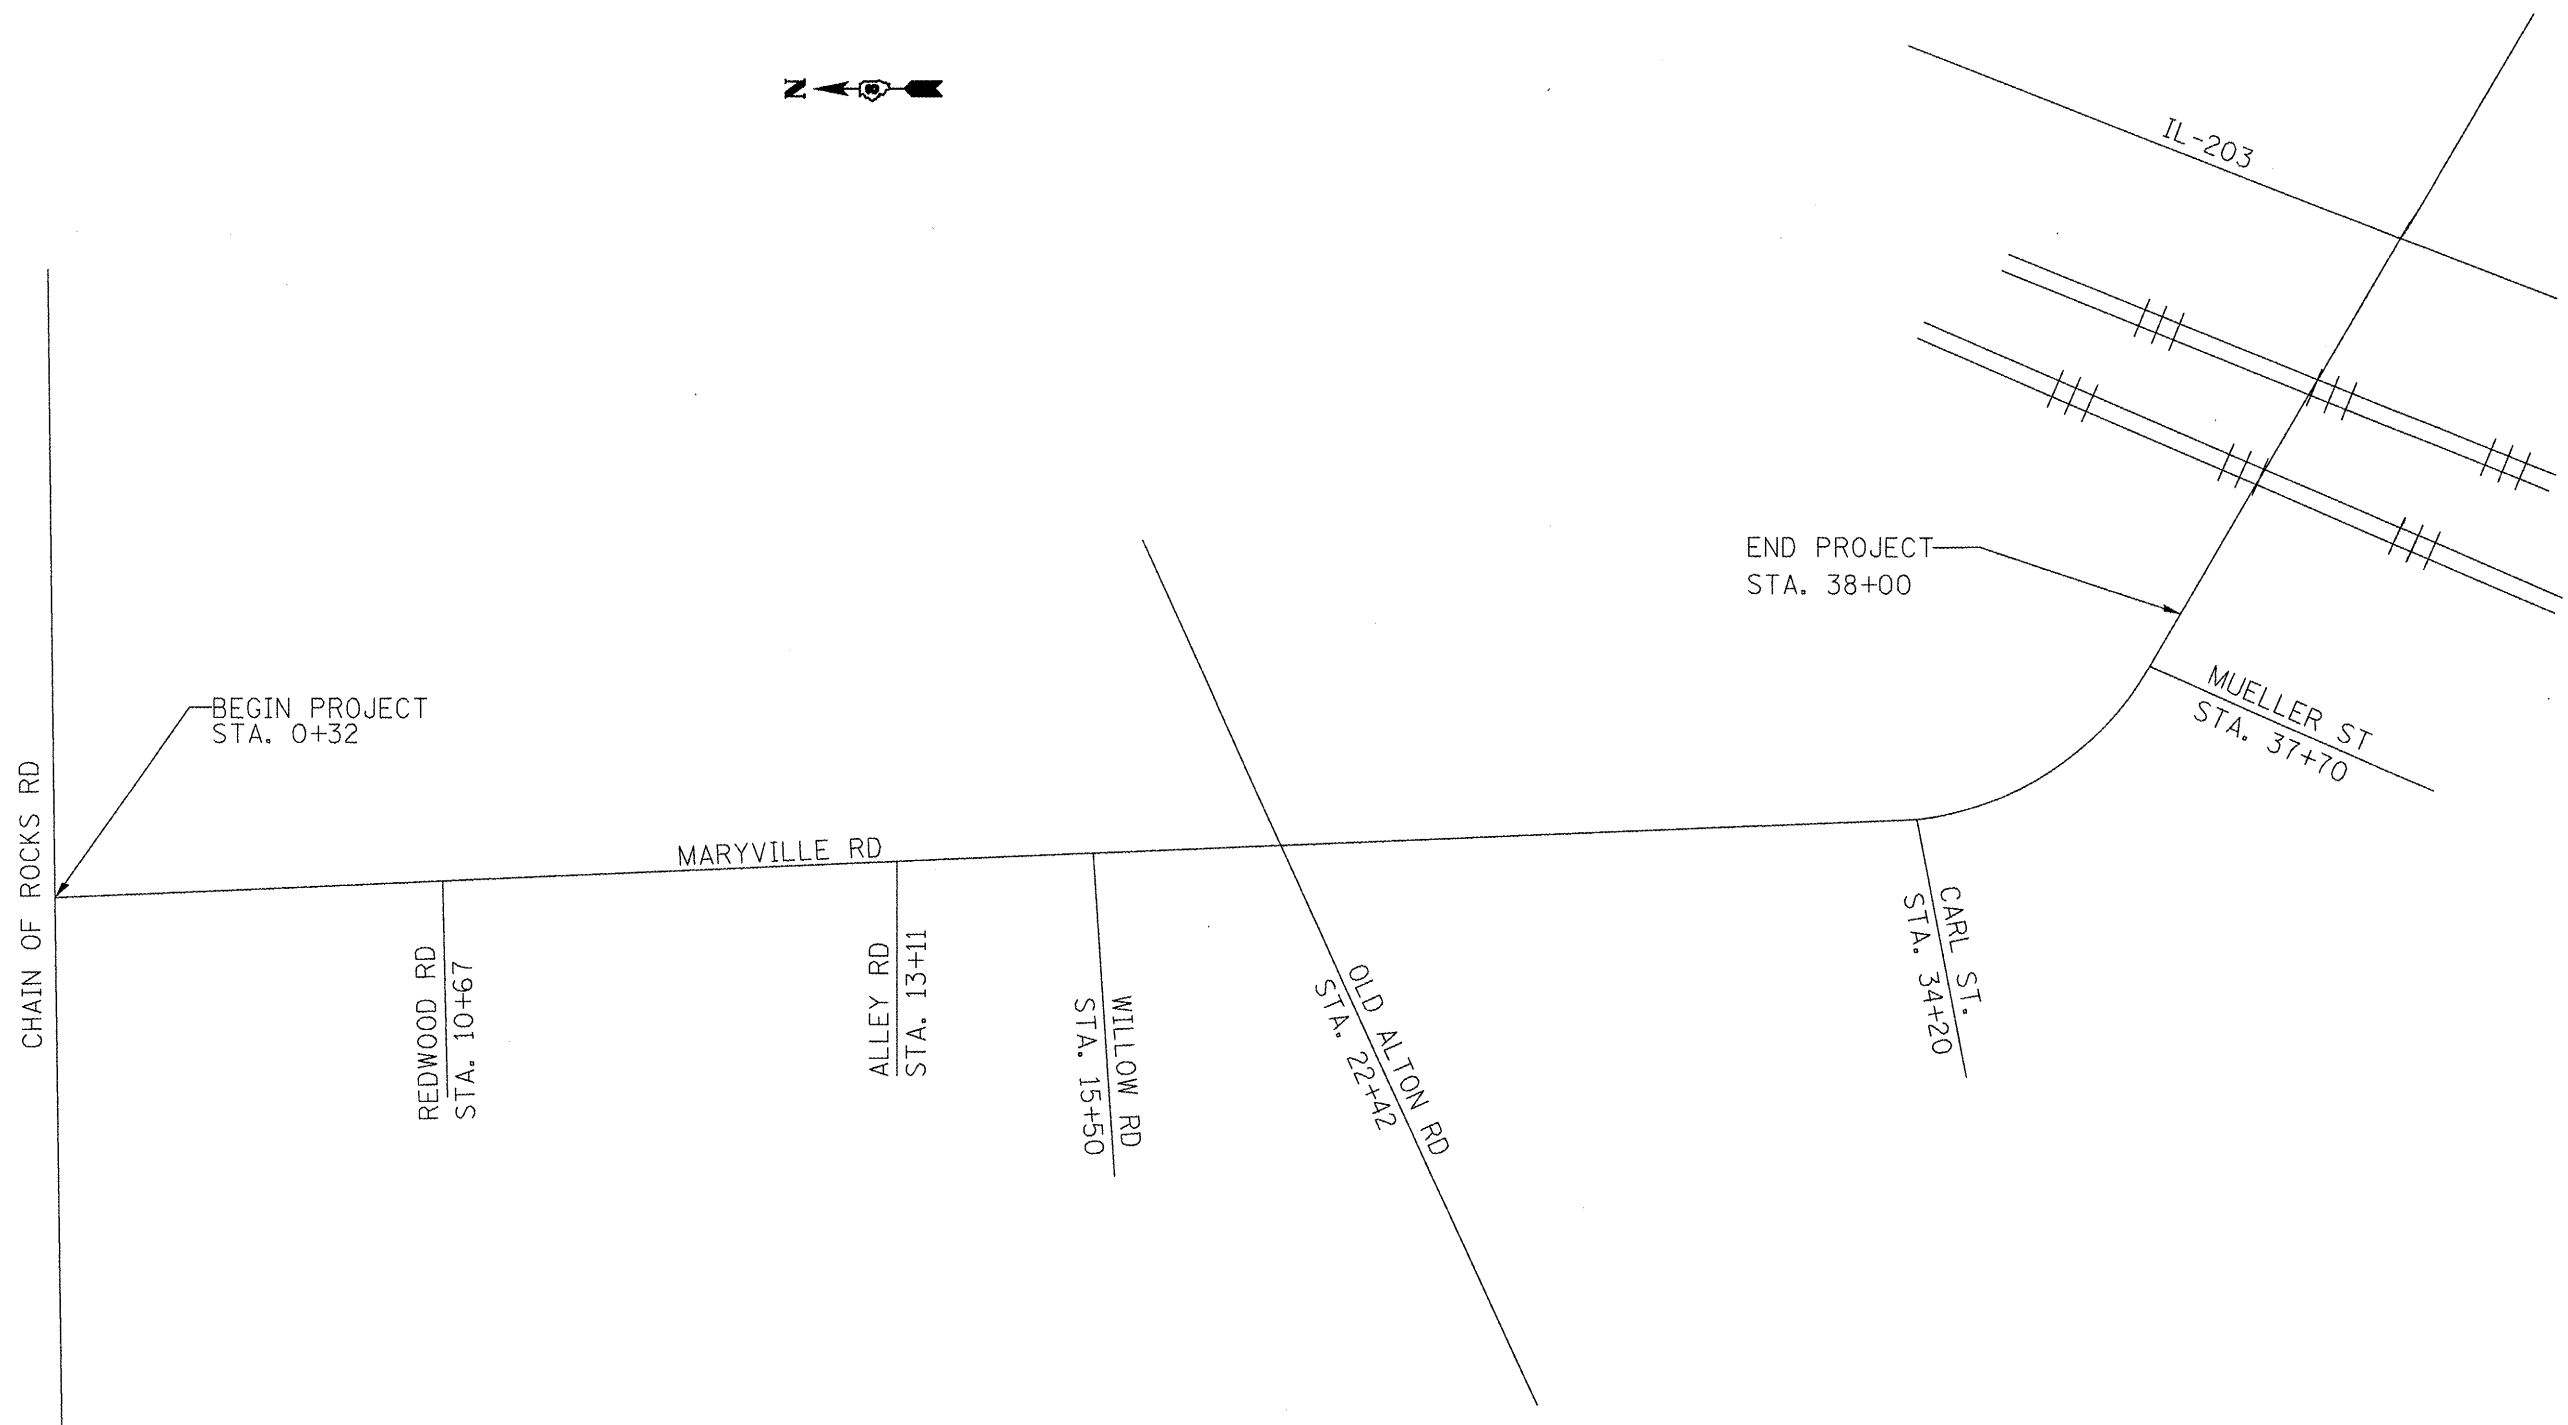 N
IL-203
END PROJECT
STA. 38+00
MUELLER ST
STA. 37+70
BEGIN PROJECT
STA. 0+32
CHAIN OF ROCKS RD
MARYVILLE RD
REDWOOD RD
STA. 10+67
ALLEY RD
STA. 13+11
WILLOW RD
STA. 15+50
OLD ALTON RD
STA. 22+42
CARL ST.
STA. 34+20